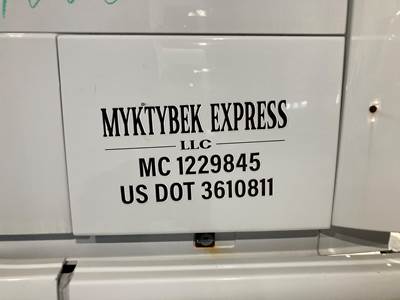 MYKTYBEK EXPRESS
LLC
MC 1229845
US DOT 3610811